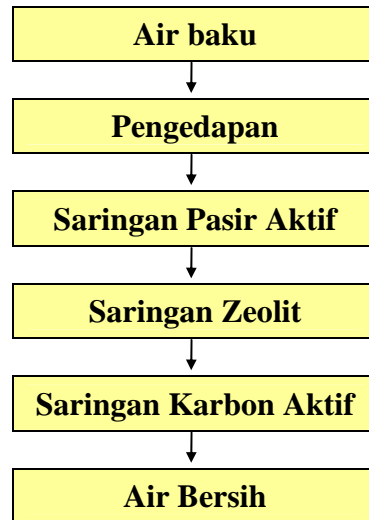 Air baku
Pengedapan
Saringan Pasir Aktif
Saringan Zeolit
Saringan Karbon Aktif
Air Bersih